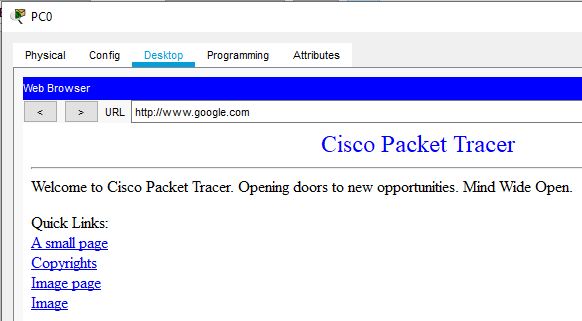 PC0
Physical Config Desktop Programming Attributes
Web Browser
< > URL http://www.google.com
Cisco Packet Tracer
Welcome to Cisco Packet Tracer. Opening doors to new opportunities. Mind Wide Open.
Quick Links:
A small page
Copyrights
Image page
Image